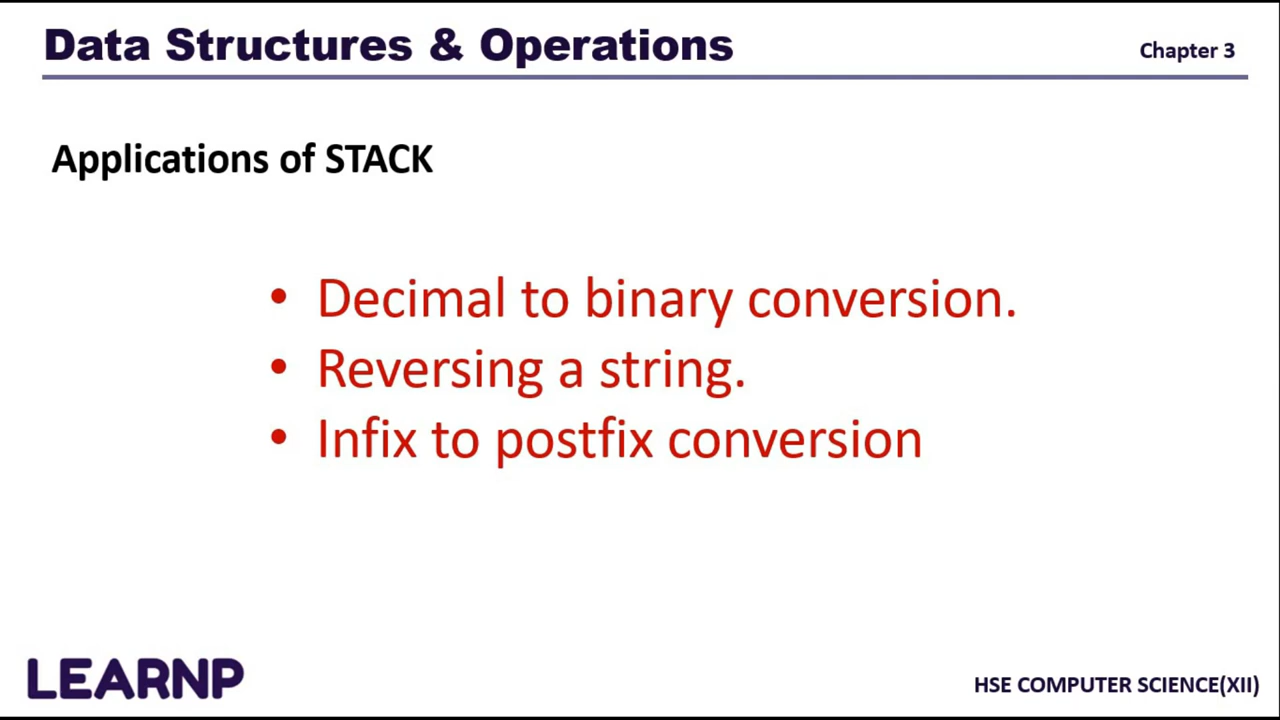 Data Structures & Operations
Chapter 3
Applications of STACK
• Decimal to binary conversion.
• Reversing a string.
• Infix to postfix conversion
LEARNP
HSE COMPUTER SCIENCE(XII)